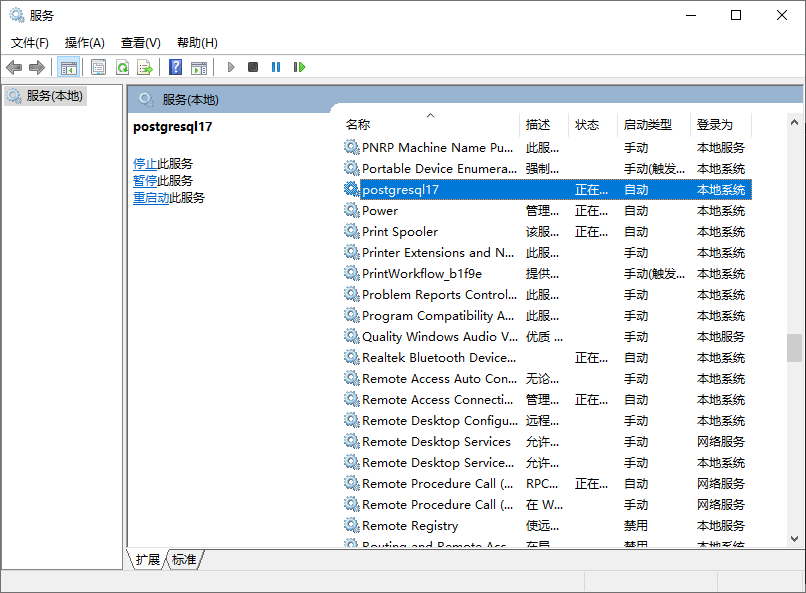 服务
文件(F) 操作(A) 查看(V) 帮助(H)
服务(本地)
服务(本地)
postgresql17
停止此服务
暂停此服务
重启动此服务
名称 描述 状态 启动类型 登录为
PNRP Machine Name Pu... 此服... 手动 本地服务
Portable Device Enumera... 强制... 手动(触发... 本地系统
postgresql17 正在... 自动 本地系统
Power 管理... 正在... 自动 本地系统
Print Spooler 该服... 正在... 自动 本地系统
Printer Extensions and N... 此服... 手动 本地系统
PrintWorkflow_b1f9e 提供... 手动(触发... 本地系统
Problem Reports Control... 此服... 手动 本地系统
Program Compatibility A... 此服... 手动 本地系统
Quality Windows Audio V... 优质 ... 手动 本地服务
Realtek Bluetooth Device... 正在... 自动 本地系统
Remote Access Auto Con... 无论... 手动 本地系统
Remote Access Connecti... 管理... 正在... 自动 本地系统
Remote Desktop Configu... 远程... 手动 本地系统
Remote Desktop Services 允许... 手动 网络服务
Remote Desktop Service... 允许... 手动 本地系统
Remote Procedure Call (... RPC... 正在... 自动 网络服务
Remote Procedure Call (... 在 W... 手动 网络服务
Remote Registry 使远... 禁用 本地服务
Routing and Remote Acc... 在局... 禁用 本地系统
扩展 标准